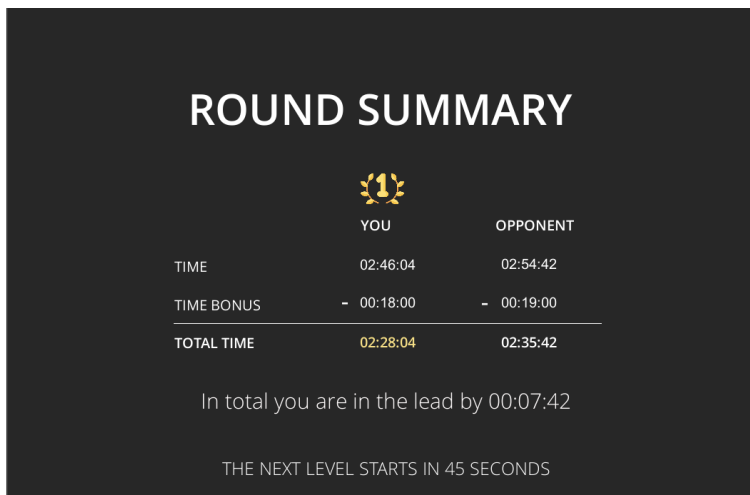 ROUND SUMMARY
1
YOU OPPONENT
TIME 02:46:04 02:54:42
TIME BONUS - 00:18:00 - 00:19:00
TOTAL TIME 02:28:04 02:35:42
In total you are in the lead by 00:07:42
THE NEXT LEVEL STARTS IN 45 SECONDS